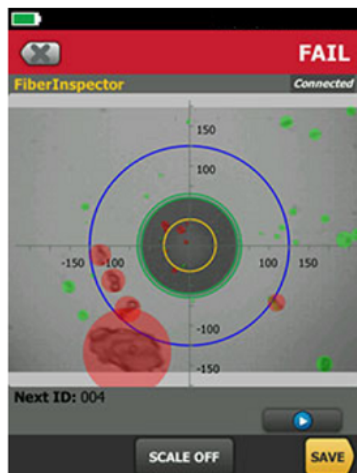 FAIL
FiberInspector
Connected
150
100
-150
-100
100
150
-100
-150
Next ID: 004
SCALE OFF
SAVE